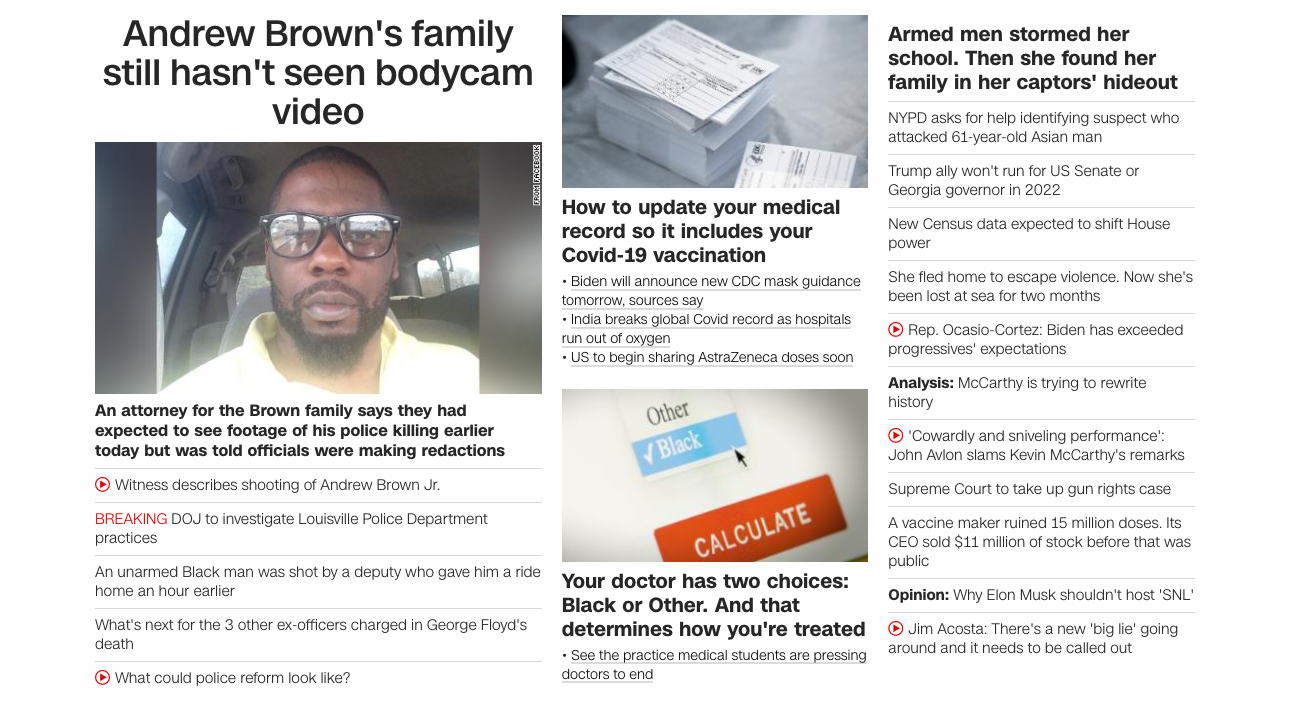 Andrew Brown's family
still hasn't seen bodycam
video
FROM FACEBOOK
An attorney for the Brown family says they had
expected to see footage of his police killing earlier
today but was told officials were making redactions
Witness describes shooting of Andrew Brown Jr.
BREAKING DOJ to investigate Louisville Police Department
practices
An unarmed Black man was shot by a deputy who gave him a ride
home an hour earlier
What's next for the 3 other ex-officers charged in George Floyd's
death
What could police reform look like?
How to update your medical
record so it includes your
Covid-19 vaccination
• Biden will announce new CDC mask guidance
tomorrow, sources say
• India breaks global Covid record as hospitals
run out of oxygen
• US to begin sharing AstraZeneca doses soon
Other
✓ Black
CALCULATE
Your doctor has two choices:
Black or Other. And that
determines how you're treated
• See the practice medical students are pressing
doctors to end
Armed men stormed her
school. Then she found her
family in her captors' hideout
NYPD asks for help identifying suspect who
attacked 61-year-old Asian man
Trump ally won't run for US Senate or
Georgia governor in 2022
New Census data expected to shift House
power
She fled home to escape violence. Now she's
been lost at sea for two months
Rep. Ocasio-Cortez: Biden has exceeded
progressives' expectations
Analysis: McCarthy is trying to rewrite
history
'Cowardly and sniveling performance':
John Avlon slams Kevin McCarthy's remarks
Supreme Court to take up gun rights case
A vaccine maker ruined 15 million doses. Its
CEO sold $11 million of stock before that was
public
Opinion: Why Elon Musk shouldn't host 'SNL'
Jim Acosta: There's a new 'big lie' going
around and it needs to be called out